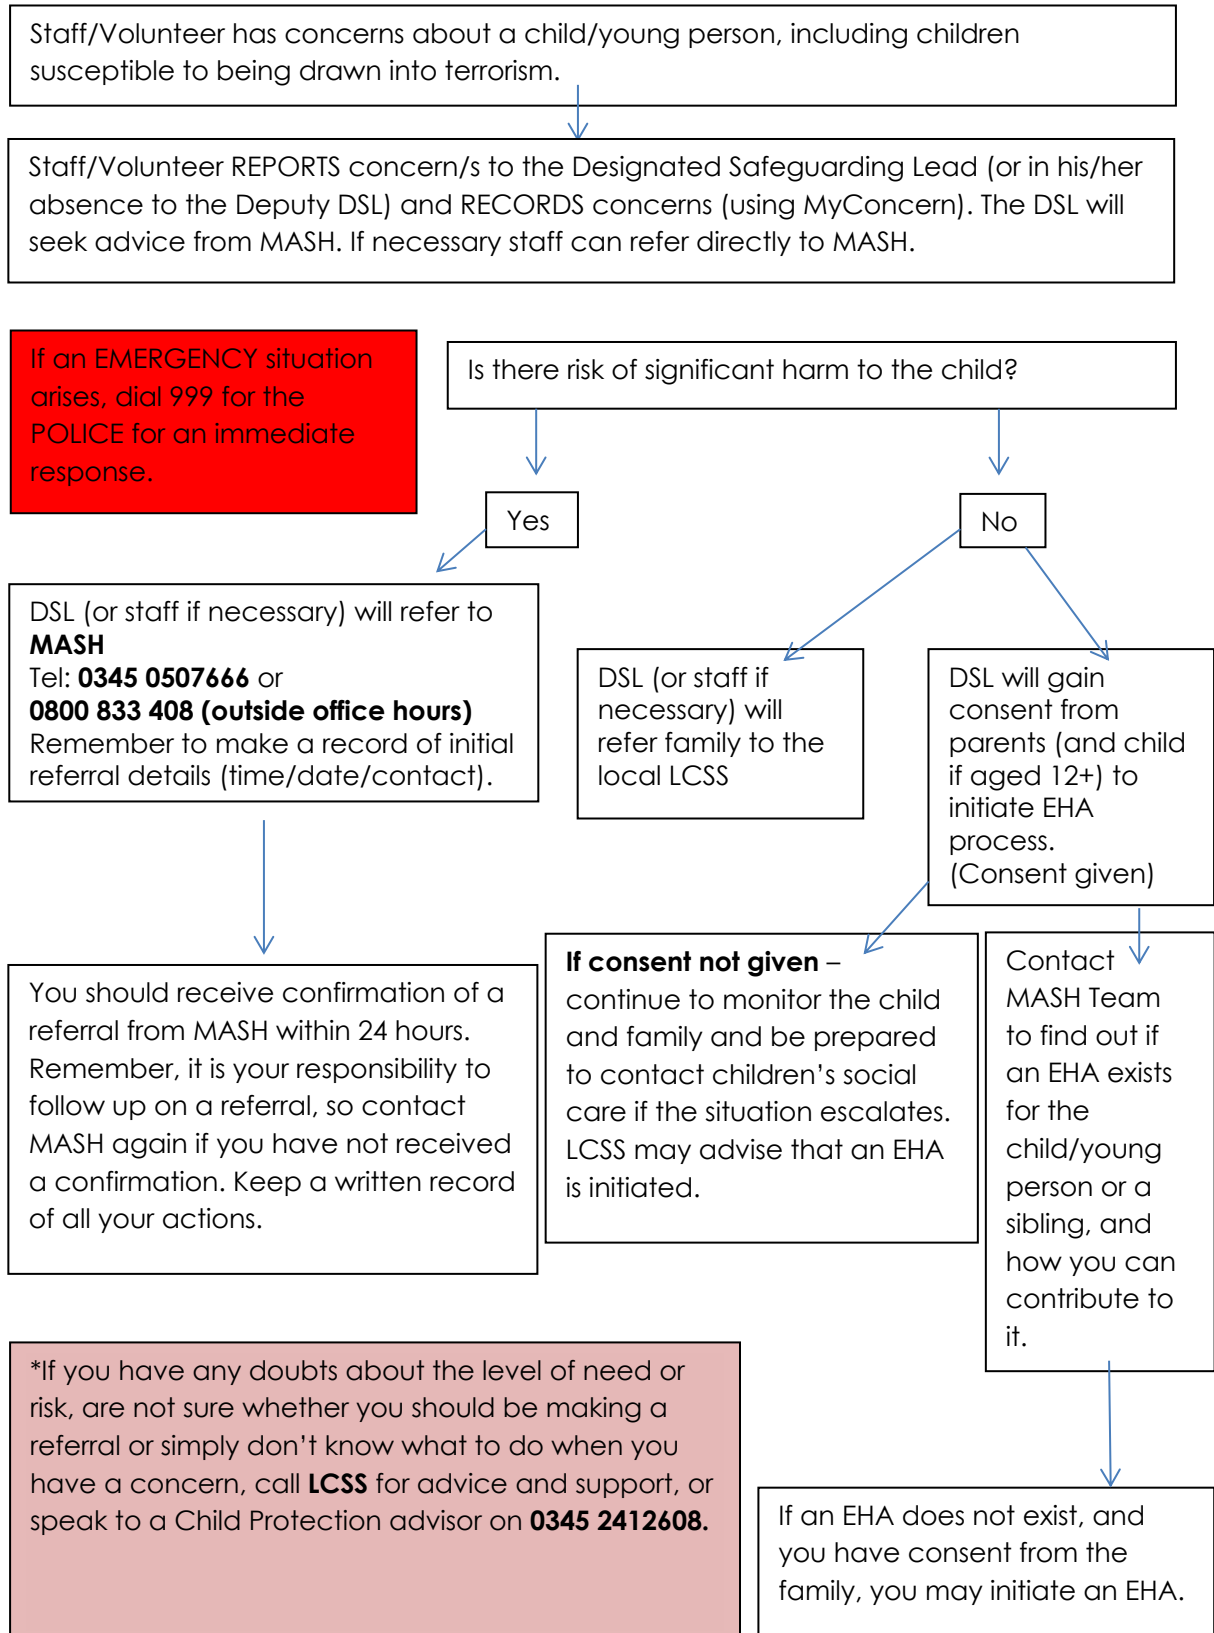 Staff/Volunteer has concerns about a child/young person, including children
susceptible to being drawn into terrorism.
Staff/Volunteer REPORTS concern/s to the Designated Safeguarding Lead (or in his/her
absence to the Deputy DSL) and RECORDS concerns (using MyConcern). The DSL will
seek advice from MASH. If necessary staff can refer directly to MASH.
If an EMERGENCY situation
arises, dial 999 for the
POLICE for an immediate
response.
Is there risk of significant harm to the child?
Yes
No
DSL (or staff if necessary) will refer to
MASH
Tel: 0345 0507666 or
0800 833 408 (outside office hours)
Remember to make a record of initial
referral details (time/date/contact).
DSL (or staff if
necessary) will
refer family to the
local LCSS
DSL will gain
consent from
parents (and child
if aged 12+) to
initiate EHA
process.
(Consent given)
You should receive confirmation of a
referral from MASH within 24 hours.
Remember, it is your responsibility to
follow up on a referral, so contact
MASH again if you have not received
a confirmation. Keep a written record
of all your actions.
If consent not given –
continue to monitor the child
and family and be prepared
to contact children’s social
care if the situation escalates.
LCSS may advise that an EHA
is initiated.
Contact
MASH Team
to find out if
an EHA exists
for the
child/young
person or a
sibling, and
how you can
contribute to
it.
*If you have any doubts about the level of need or
risk, are not sure whether you should be making a
referral or simply don’t know what to do when you
have a concern, call LCSS for advice and support, or
speak to a Child Protection advisor on 0345 2412608.
If an EHA does not exist, and
you have consent from the
family, you may initiate an EHA.